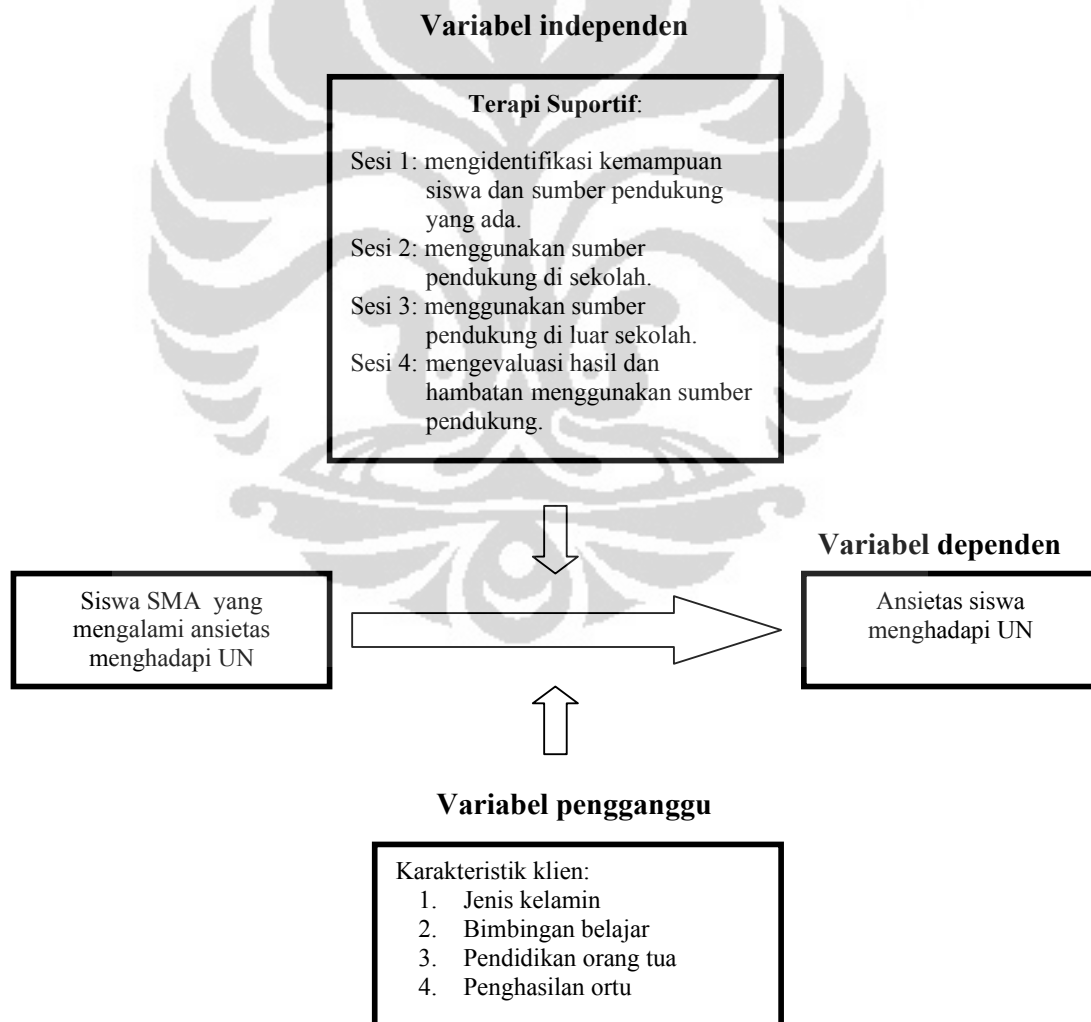 Variabel independen
Terapi Suportif:
Sesi 1: mengidentifikasi kemampuan
siswa dan sumber pendukung
yang ada.
Sesi 2: menggunakan sumber
pendukung di sekolah.
Sesi 3: menggunakan sumber
pendukung di luar sekolah.
Sesi 4: mengevaluasi hasil dan
hambatan menggunakan sumber
pendukung.
Variabel dependen
Siswa SMA yang
mengalami ansietas
menghadapi UN
Ansietas siswa
menghadapi UN
Variabel pengganggu
Karakteristik klien:
1. Jenis kelamin
2. Bimbingan belajar
3. Pendidikan orang tua
4. Penghasilan ortu